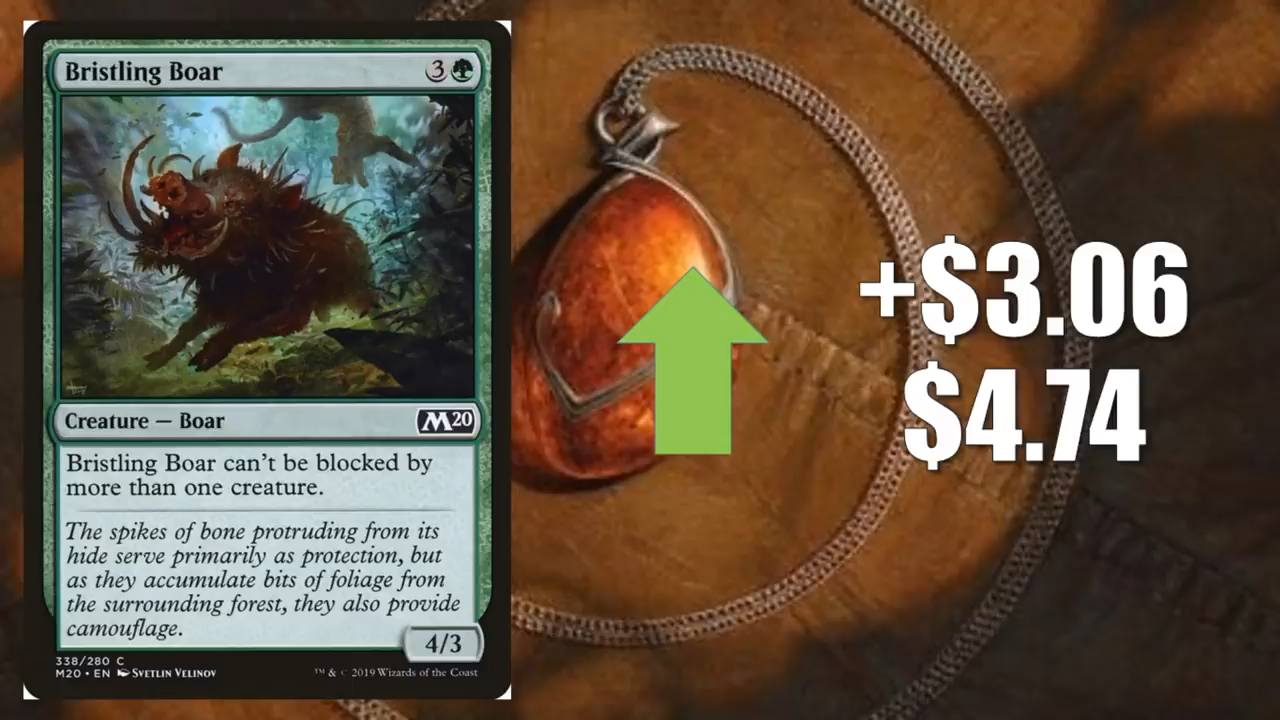 Bristling Boar 3
Creature — Boar M20
Bristling Boar can't be blocked by
more than one creature.
The spikes of bone protruding from its
hide serve primarily as protection, but
as they accumulate bits of foliage from
the surrounding forest, they also provide
camouflage.
4/3
338/280 C
M20 • EN SVETLIN VELINOV
™ & © 2019 Wizards of the Coast
+$3.06
$4.74